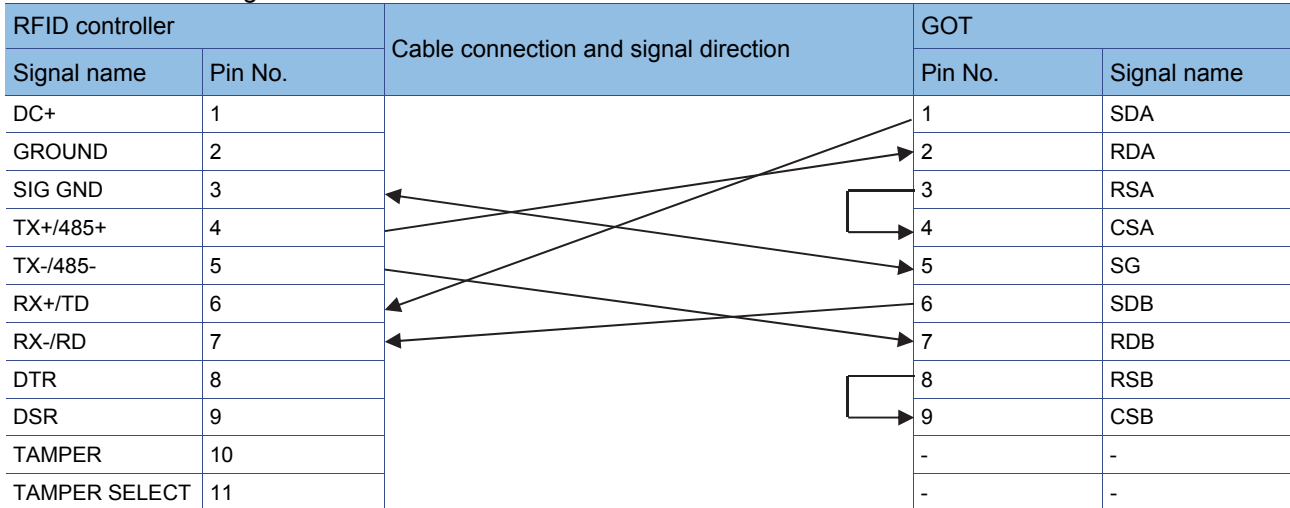 RFID controller Cable connection and signal direction GOT
Signal name Pin No. Pin No. Signal name
DC+ 1 1 SDA
GROUND 2 2 RDA
SIG GND 3 3 RSA
TX+/485+ 4 4 CSA
TX-/485- 5 5 SG
RX+/TD 6 6 SDB
RX-/RD 7 7 RDB
DTR 8 8 RSB
DSR 9 9 CSB
TAMPER 10 - -
TAMPER SELECT 11 - -